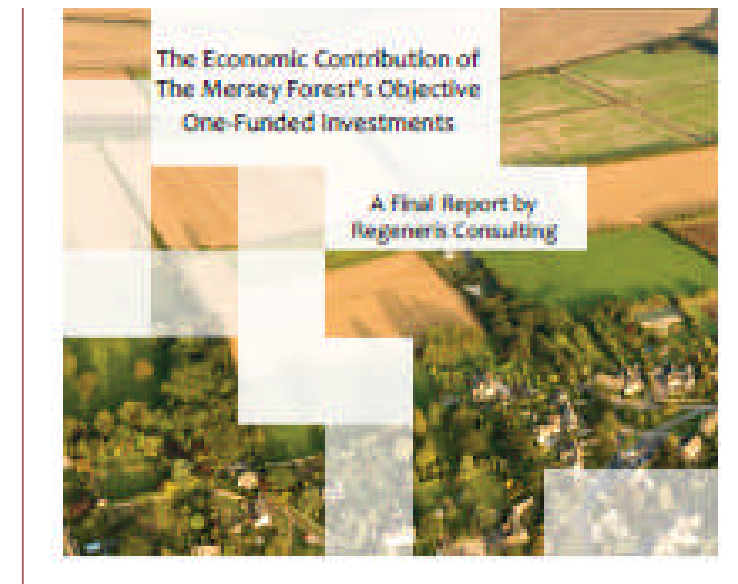 The Economic Contribution of
The Mersey Forest's Objective
One-Funded Investments
A Final Report by
Regeneris Consulting